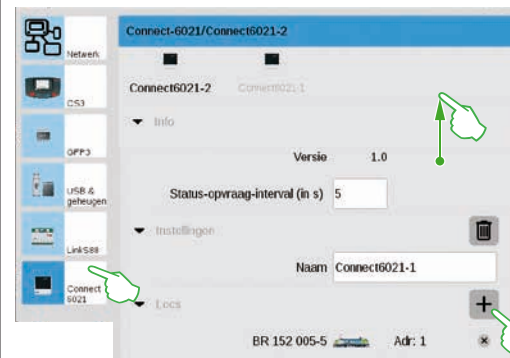 Netwerk
CS3
GFP3
USB &
geheugen
LinkS88
Connect
6021
Connect-6021/Connect6021-2
Connect6021-2
Connect6021-1
Info
Versie 1.0
Status-opvraag-interval (in s) 5
Instellingen
Naam Connect6021-1
Locs
BR 152 005-5 Adr: 1